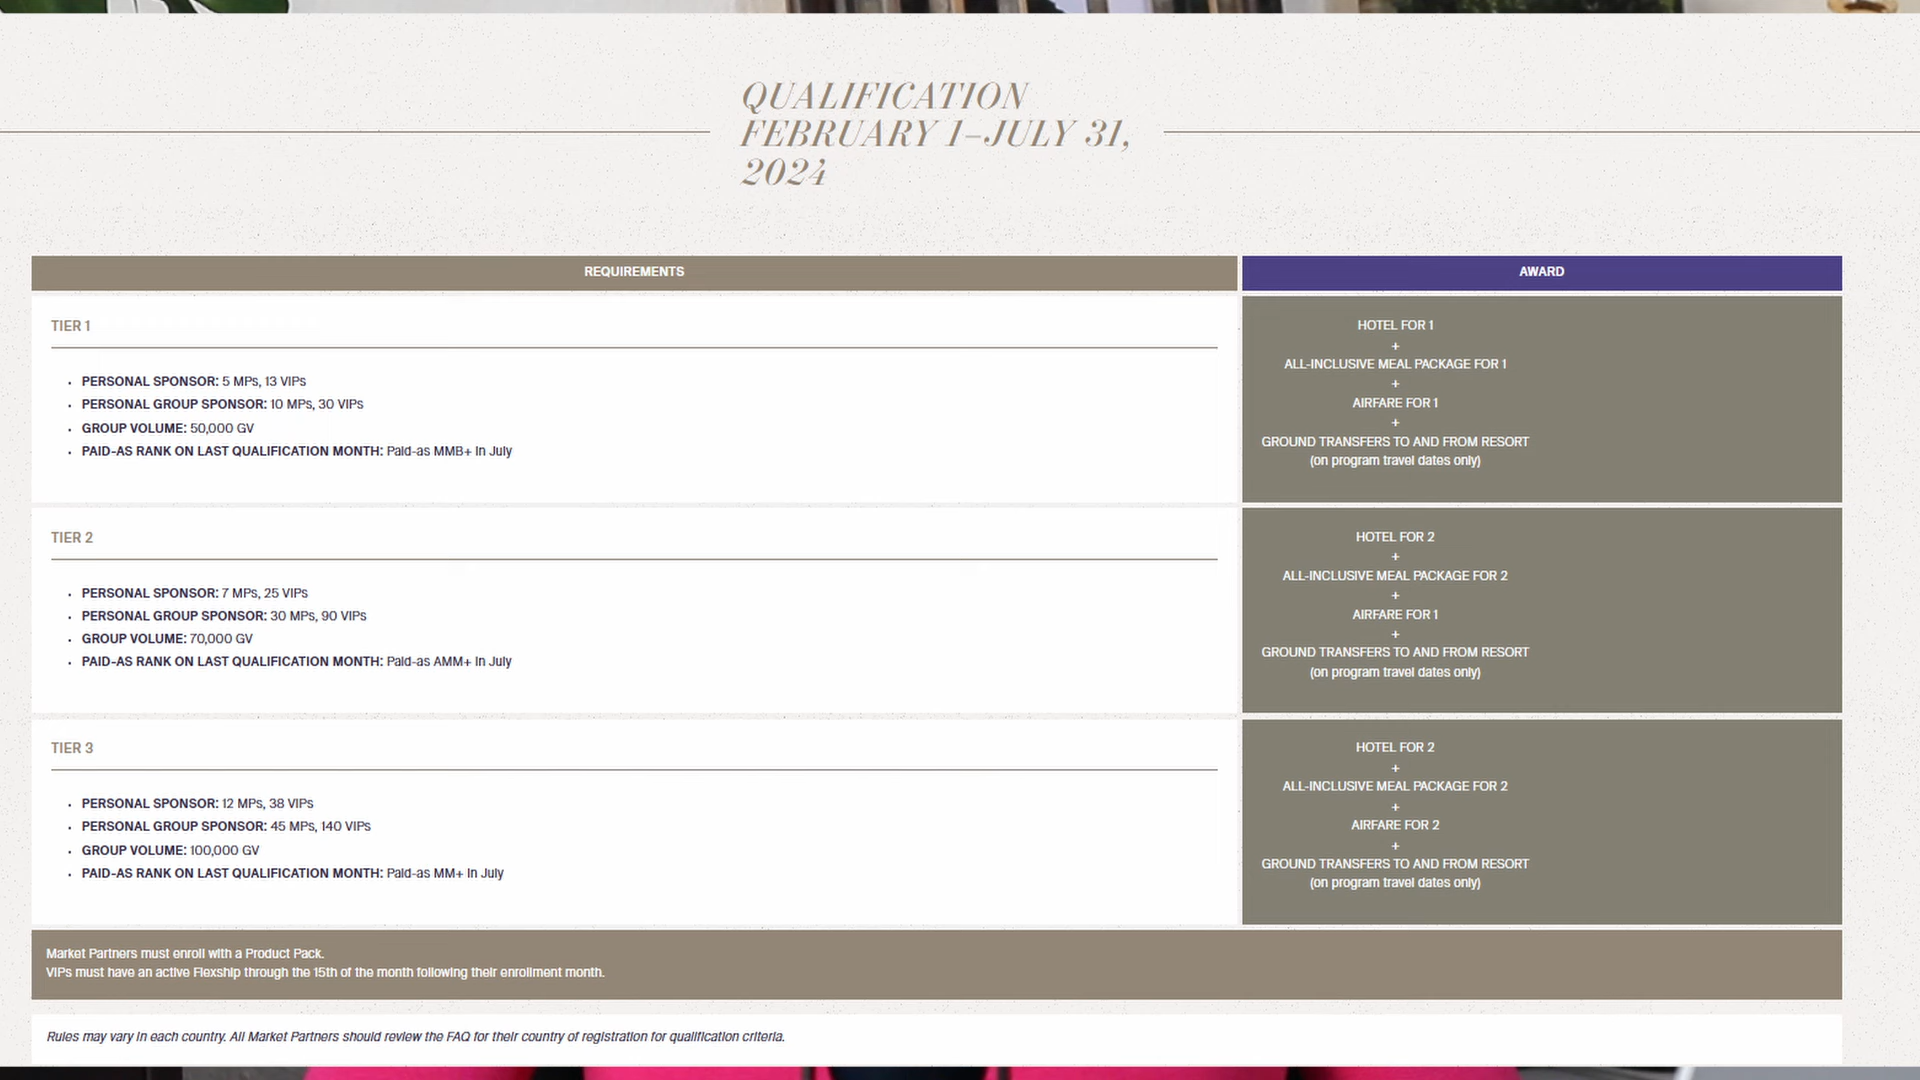 QUALIFICATION
FEBRUARY 1–JULY 31,
2024
REQUIREMENTS
AWARD
TIER 1
• PERSONAL SPONSOR: 5 MPs, 13 VIPs
• PERSONAL GROUP SPONSOR: 10 MPs, 30 VIPs
• GROUP VOLUME: 50,000 GV
• PAID-AS RANK ON LAST QUALIFICATION MONTH: Paid-as MMB+ in July
HOTEL FOR 1
+
ALL-INCLUSIVE MEAL PACKAGE FOR 1
+
AIRFARE FOR 1
+
GROUND TRANSFERS TO AND FROM RESORT
(on program travel dates only)
TIER 2
• PERSONAL SPONSOR: 7 MPs, 25 VIPs
• PERSONAL GROUP SPONSOR: 30 MPs, 90 VIPs
• GROUP VOLUME: 70,000 GV
• PAID-AS RANK ON LAST QUALIFICATION MONTH: Paid-as AMM+ in July
HOTEL FOR 2
+
ALL-INCLUSIVE MEAL PACKAGE FOR 2
+
AIRFARE FOR 1
+
GROUND TRANSFERS TO AND FROM RESORT
(on program travel dates only)
TIER 3
• PERSONAL SPONSOR: 12 MPs, 38 VIPs
• PERSONAL GROUP SPONSOR: 45 MPs, 140 VIPs
• GROUP VOLUME: 100,000 GV
• PAID-AS RANK ON LAST QUALIFICATION MONTH: Paid-as MM+ in July
HOTEL FOR 2
+
ALL-INCLUSIVE MEAL PACKAGE FOR 2
+
AIRFARE FOR 2
+
GROUND TRANSFERS TO AND FROM RESORT
(on program travel dates only)
Market Partners must enroll with a Product Pack.
VIPs must have an active Flexship through the 15th of the month following their enrollment month.
Rules may vary in each country. All Market Partners should review the FAQ for their country of registration for qualification criteria.